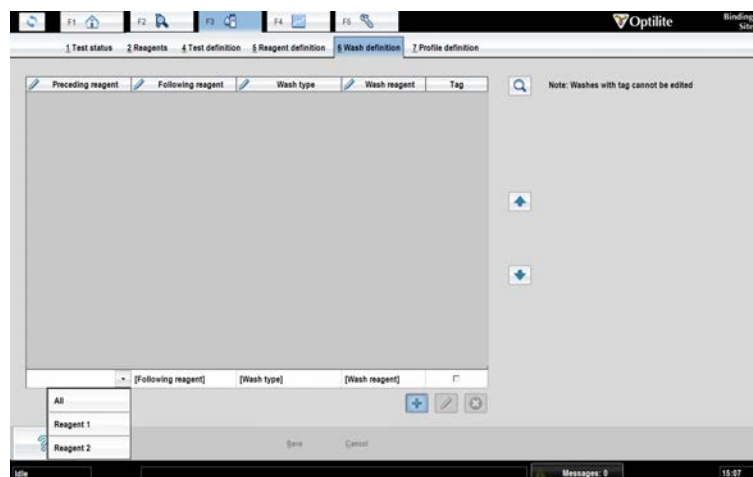 F1 F2 F3 F4 F5 Optilite Binding Site
1 Test status 2 Reagents 4 Test definition 5 Reagent definition 6 Wash definition 7 Profile definition
Preceding reagent Following reagent Wash type Wash reagent Tag
Note: Washes with tag cannot be edited
[Following reagent] [Wash type] [Wash reagent]
All
Reagent 1
Reagent 2
Save Cancel
Idle Messages: 0 15:07